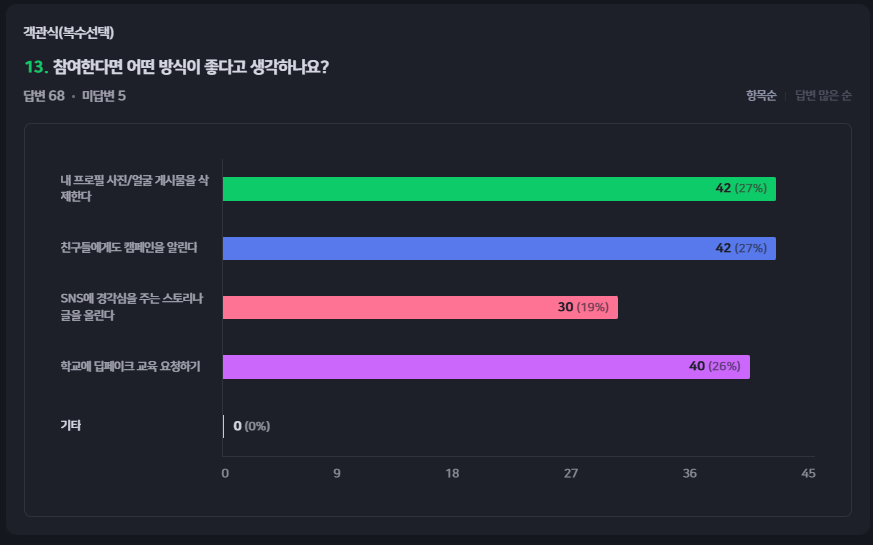 객관식(복수선택)
13. 참여한다면 어떤 방식이 좋다고 생각하나요?
답변 68 · 미답변 5
항목순 | 답변 많은 순
내 프로필 사진/얼굴 게시물을 삭
제한다
42 (27%)
친구들에게도 캠페인을 알린다
42 (27%)
SNS에 경각심을 주는 스토리나
글을 올린다
30 (19%)
학교에 딥페이크 교육 요청하기
40 (26%)
기타
0 (0%)
0 9 18 27 36 45